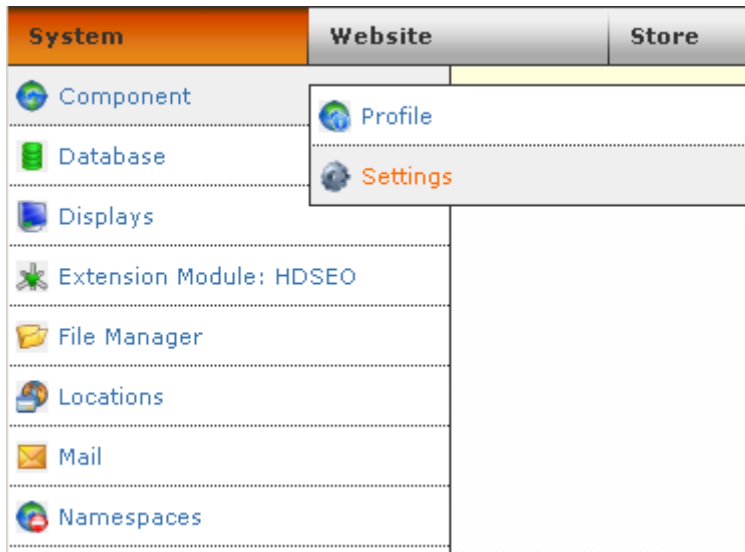 System Website Store
Component
Profile
Database
Settings
Displays
Extension Module: HDSEO
File Manager
Locations
Mail
Namespaces